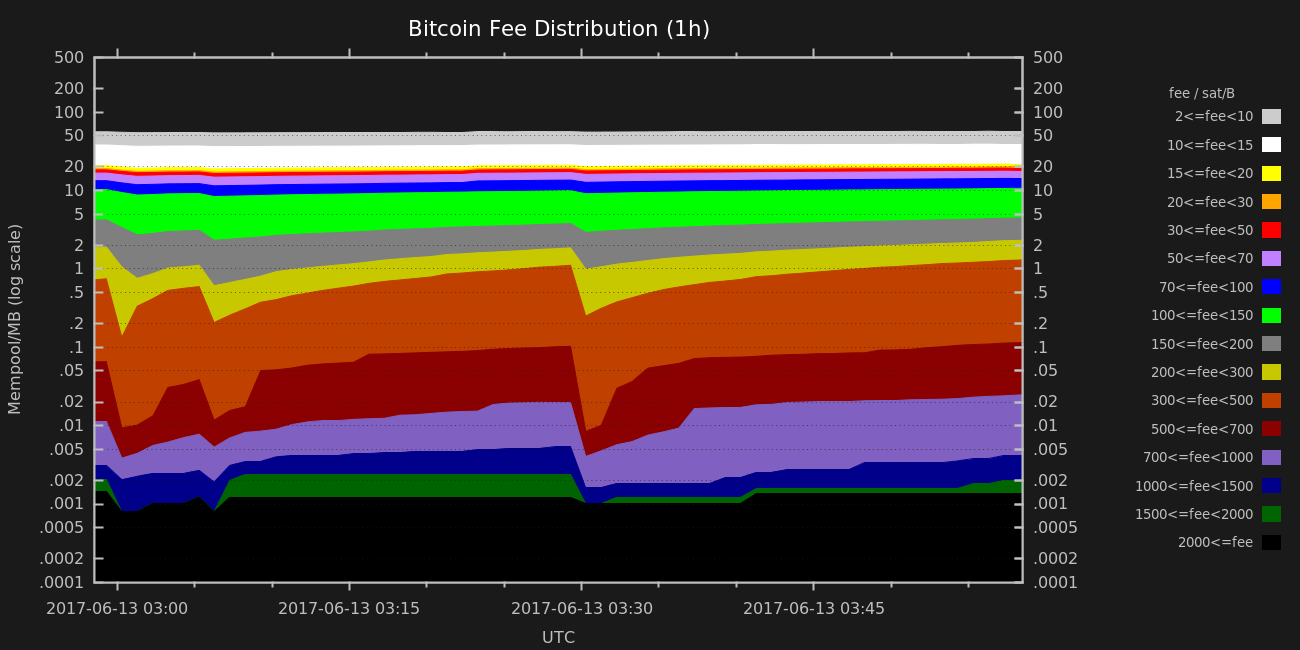 Bitcoin Fee Distribution (1h)
500
200
100
50
20
10
5
2
1
.5
.2
.1
.05
.02
.01
.005
.002
.001
.0005
.0002
.0001
Mempool/MB (log scale)
500
200
100
50
20
10
5
2
1
.5
.2
.1
.05
.02
.01
.005
.002
.001
.0005
.0002
.0001
2017-06-13 03:00 2017-06-13 03:15 2017-06-13 03:30 2017-06-13 03:45
UTC
fee / sat/B
2<=fee<10
10<=fee<15
15<=fee<20
20<=fee<30
30<=fee<50
50<=fee<70
70<=fee<100
100<=fee<150
150<=fee<200
200<=fee<300
300<=fee<500
500<=fee<700
700<=fee<1000
1000<=fee<1500
1500<=fee<2000
2000<=fee